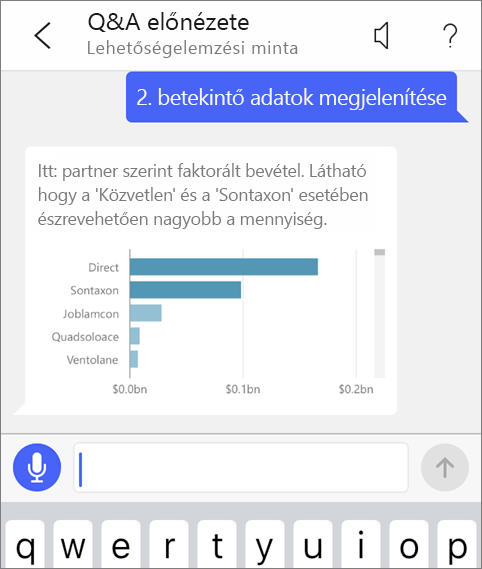 Q&A előnézete
Lehetőségelemzési minta
?
2. betekintő adatok megjelenítése
Itt: partner szerint faktorált bevétel. Látható
hogy a 'Közvetlen' és a 'Sontaxon' esetében
észrevehetően nagyobb a mennyiség.
Direct
Sontaxon
Joblamcon
Quadsoloace
Ventolane
$0.0bn $0.1bn $0.2bn
q w e r t y u i o p